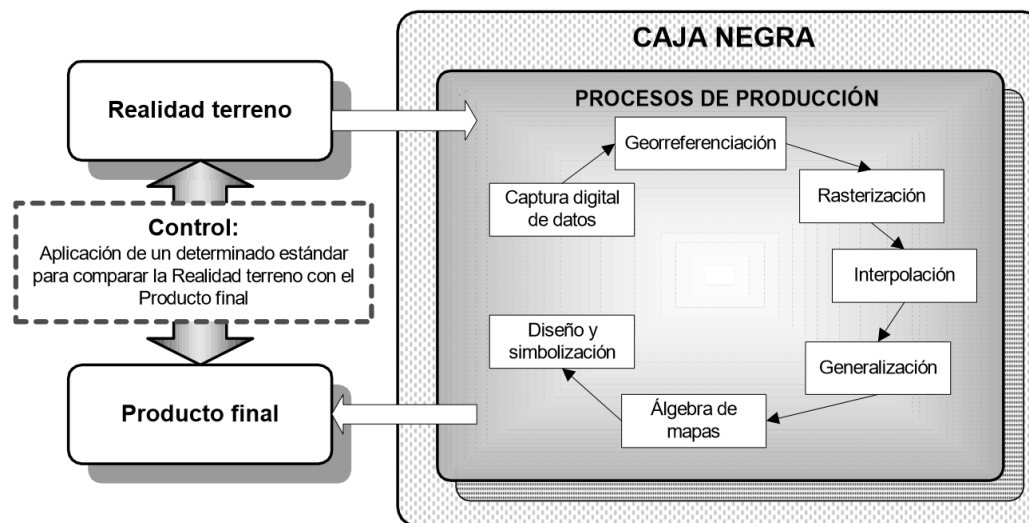 CAJA NEGRA
Realidad terreno
PROCESOS DE PRODUCCIÓN
Georreferenciación
Captura digital
de datos
Rasterización
Control:
Aplicación de un determinado estándar
para comparar la Realidad terreno con el
Producto final
Interpolación
Diseño y
simbolización
Generalización
Producto final
Álgebra de
mapas